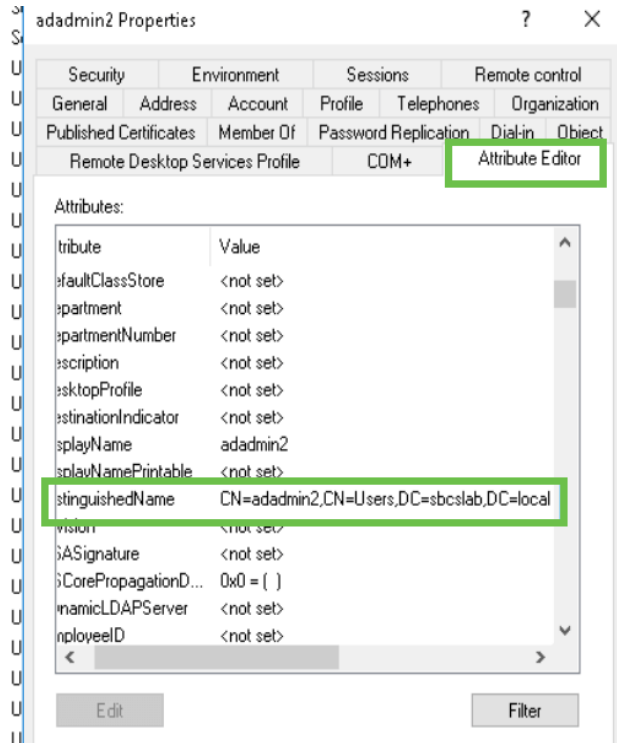 adadmin2 Properties ? ×
Security Environment Sessions Remote control
General Address Account Profile Telephones Organization
Published Certificates Member Of Password Replication Dial-in Object
Remote Desktop Services Profile COM+ Attribute Editor
Attributes:
tribute Value
efaultClassStore <not set>
epartment <not set>
epartmentNumber <not set>
escription <not set>
esktopProfile <not set>
estinationIndicator <not set>
splayName adadmin2
splayNamePrintable <not set>
stinguishedName CN=adadmin2,CN=Users,DC=sbcslab,DC=local
vision <not set>
SASignature <not set>
SCorePropagationD... 0x0 = ( )
namicLDAPServer <not set>
nployeeID <not set>
Edit Filter